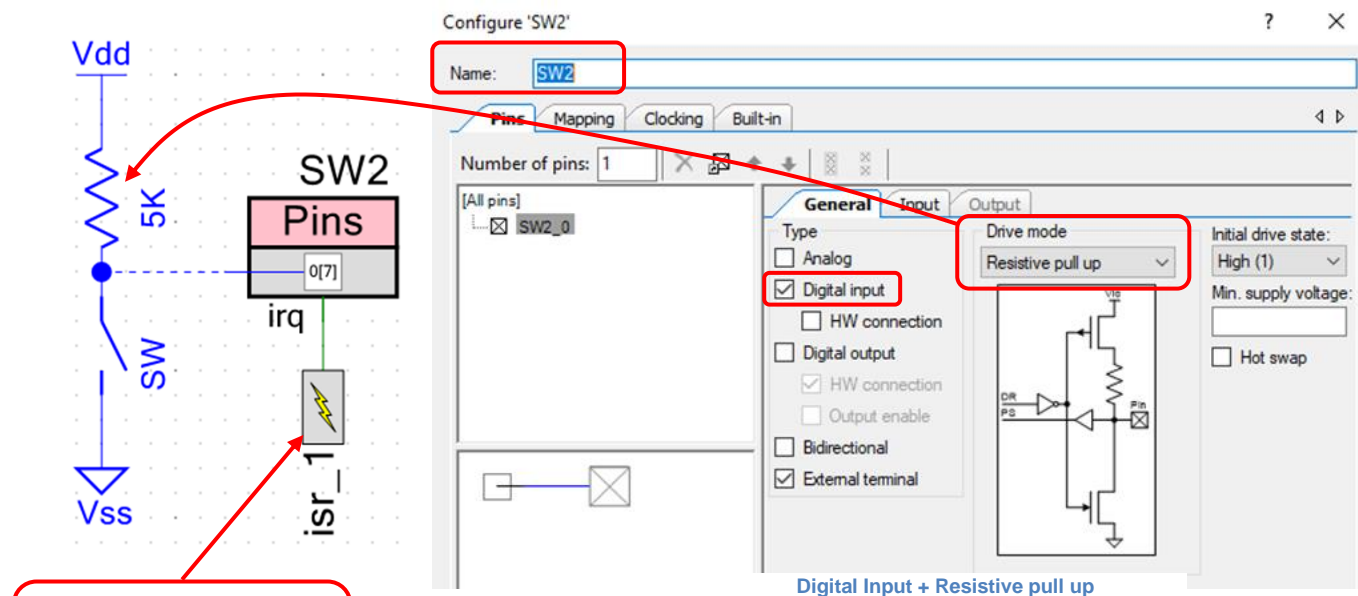 Vdd
5K
SW
Vss
SW2
Pins
0[7]
irq
isr_1
Configure 'SW2'
?
Name: SW2
Pins Mapping Clocking Built-in
Number of pins: 1
[All pins]
SW2_0
General Input Output
Type
Analog
Digital input
HW connection
Digital output
HW connection
Output enable
Bidirectional
External terminal
Drive mode
Resistive pull up
DR
PS
Pin
Initial drive state:
High (1)
Min. supply voltage:
Hot swap
Digital Input + Resistive pull up